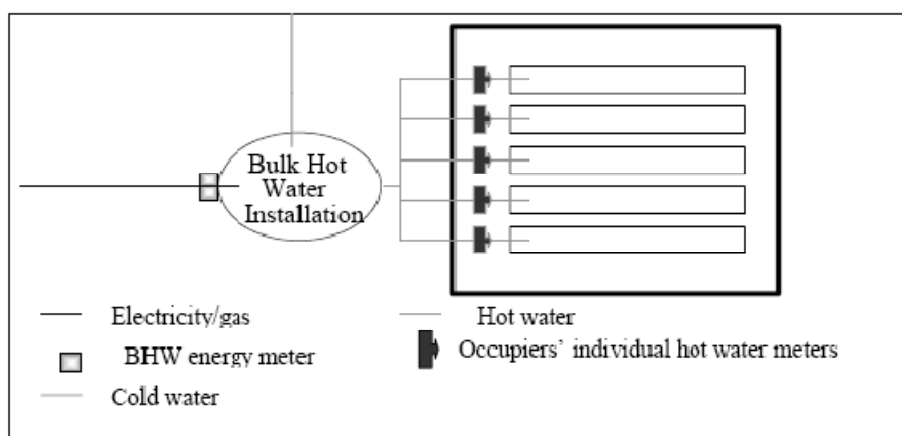 Bulk Hot
Water
Installation
Electricity/gas
Hot water
BHW energy meter
Occupiers' individual hot water meters
Cold water